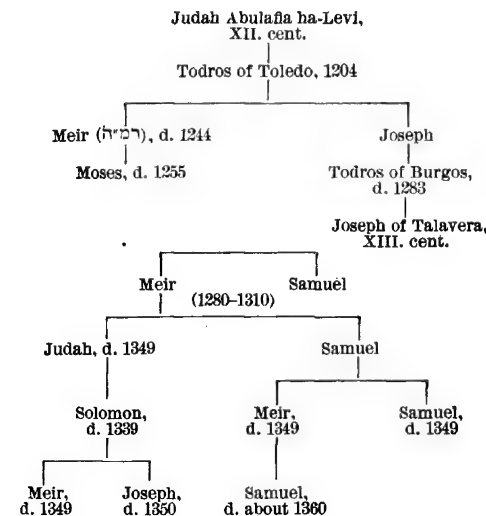 Judah Abulafia ha-Levi,
XII. cent.
Todros of Toledo, 1204
Meir (רמ״ה), d. 1244
Joseph
Moses, d. 1255
Todros of Burgos,
d. 1283
Joseph of Talavera,
XIII. cent.
Meir
Samuel
(1280–1310)
Judah, d. 1349
Samuel
Solomon,
d. 1339
Meir,
d. 1349
Samuel,
d. 1349
Meir,
d. 1349
Joseph,
d. 1350
Samuel,
d. about 1360